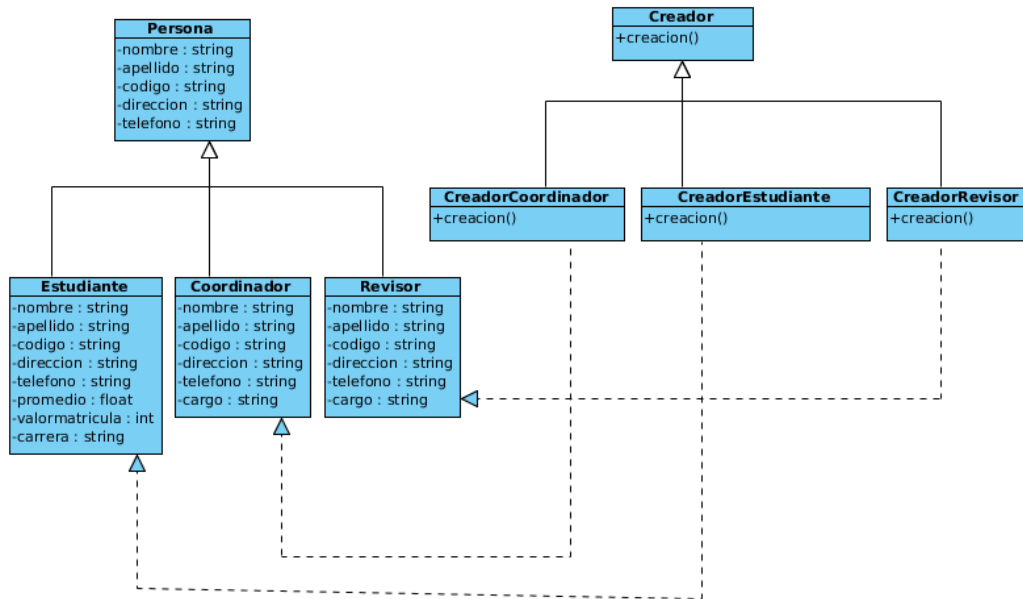 Persona
-nombre : string
-apellido : string
-codigo : string
-direccion : string
-telefono : string
Creador
+creacion()
CreadorCoordinador
+creacion()
CreadorEstudiante
+creacion()
CreadorRevisor
+creacion()
Estudiante
-nombre : string
-apellido : string
-codigo : string
-direccion : string
-telefono : string
-promedio : float
-valormatricula : int
-carrera : string
Coordinador
-nombre : string
-apellido : string
-codigo : string
-direccion : string
-telefono : string
-cargo : string
Revisor
-nombre : string
-apellido : string
-codigo : string
-direccion : string
-telefono : string
-cargo : string